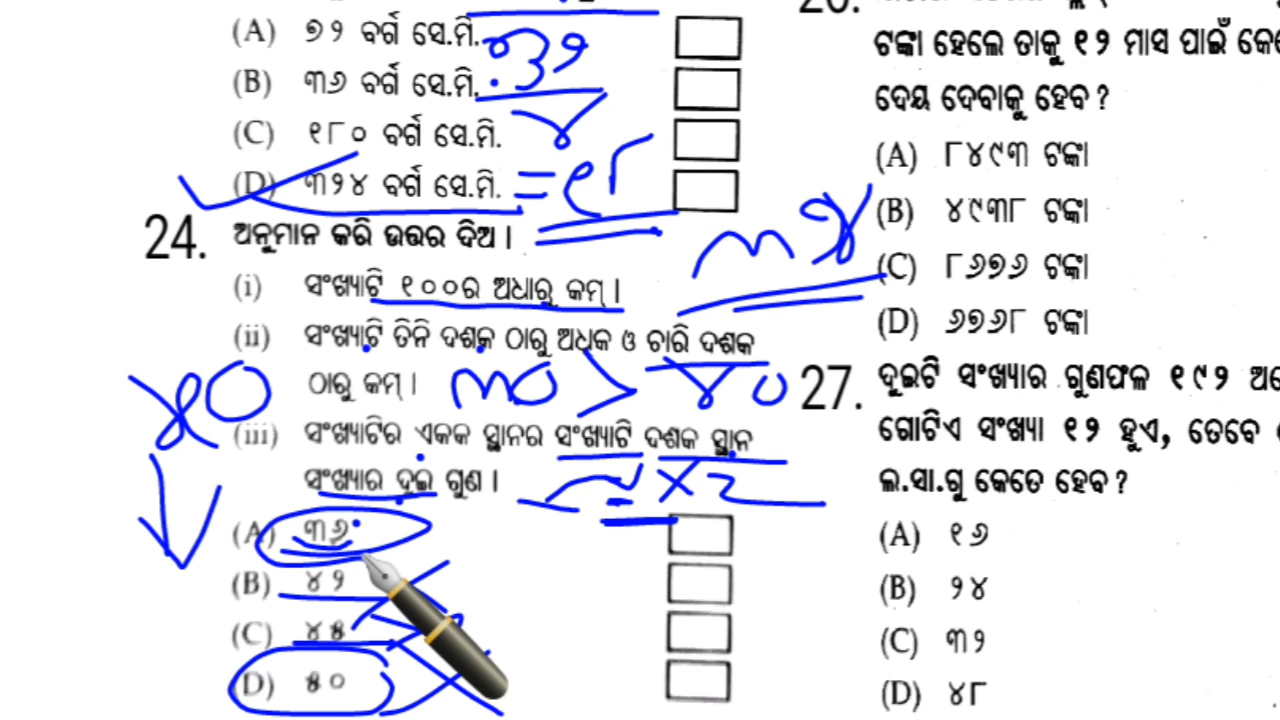 (A) ୭୨ ବର୍ଗ ସେ.ମି.
(B) ୩୬ ବର୍ଗ ସେ.ମି.
(C) ୧୮୦ ବର୍ଗ ସେ.ମି.
(D) ୩୨୪ ବର୍ଗ ସେ.ମି.
24. ଅନୁମାନ କରି ଉତ୍ତର ଦିଅ ।
(i) ସଂଖ୍ୟାଟି ୧୦୦ର ଅଧାରୁ କମ୍ ।
(ii) ସଂଖ୍ୟାଟି ତିନି ଦଶକ ଠାରୁ ଅଧିକ ଓ ଚାରି ଦଶକ
ଠାରୁ କମ୍ । ୩୦ > ୪୦
(iii) ସଂଖ୍ୟାଟିର ଏକକ ସ୍ଥାନର ସଂଖ୍ୟାଟି ଦଶକ ସ୍ଥାନ
ସଂଖ୍ୟାର ଦୁଇ ଗୁଣ ।
(A) ୩୬
(B) ୪୨
(C) ୪୫
(D) ୫୦
ଟଙ୍କା ହେଲେ ତାକୁ ୧୨ ମାସ ପାଇଁ
ଦେୟ ଦେବାକୁ ହେବ ?
(A) ୮୪୯୩ ଟଙ୍କା
(B) ୪୯୩୮ ଟଙ୍କା
(C) ୮୬୭୬ ଟଙ୍କା
(D) ୬୭୬୮ ଟଙ୍କା
27. ଦୁଇଟି ସଂଖ୍ୟାର ଗୁଣଫଳ ୧୯୨
ଗୋଟିଏ ସଂଖ୍ୟା ୧୨ ହୁଏ, ତେବେ
ଲ.ସା.ଗୁ କେତେ ହେବ ?
(A) ୧୬
(B) ୨୪
(C) ୩୨
(D) ୪୮